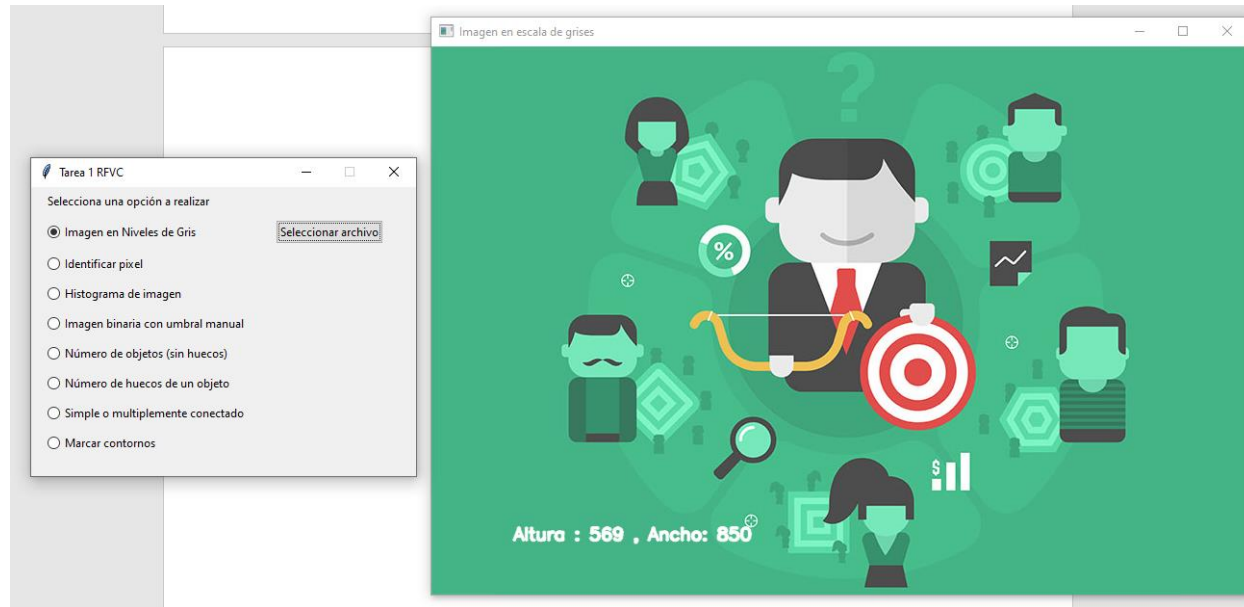 Imagen en escala de grises
?
Tarea 1 RFVC
Selecciona una opción a realizar
Imagen en Niveles de Gris
Seleccionar archivo
Identificar pixel
Histograma de imagen
Imagen binaria con umbral manual
Número de objetos (sin huecos)
Número de huecos de un objeto
Simple o multiplemente conectado
Marcar contornos
%
$
Altura : 569 , Ancho: 850